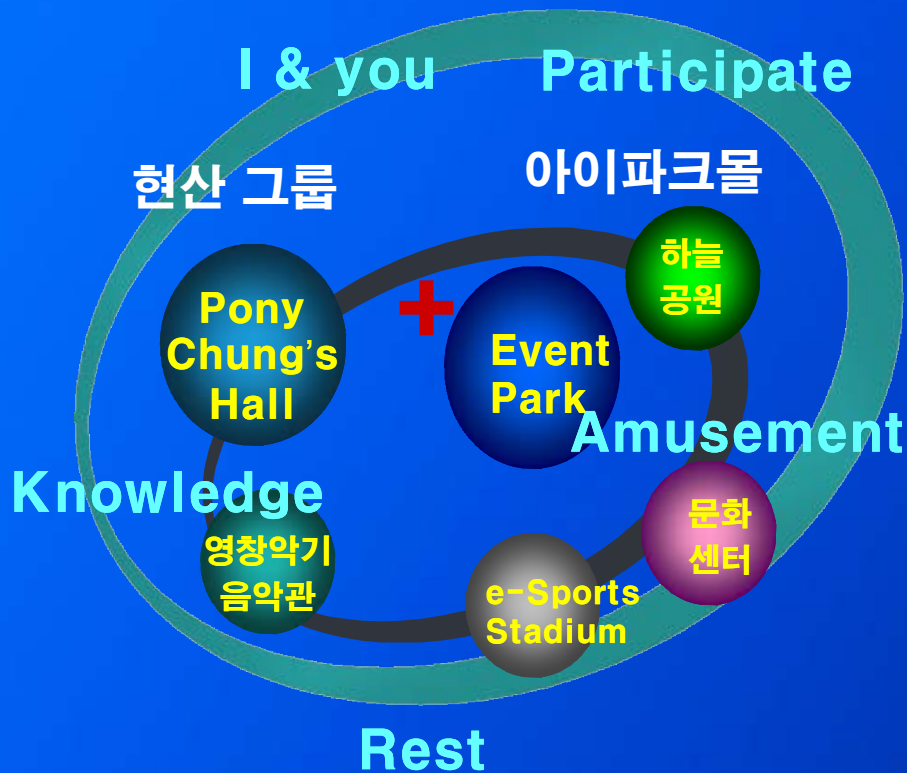 I & you
Participate
현산 그룹
아이파크몰
하늘
공원
Pony
Chung's
Hall
+
Event
Park
Amusement
Knowledge
영창악기
음악관
문화
센터
e-Sports
Stadium
Rest